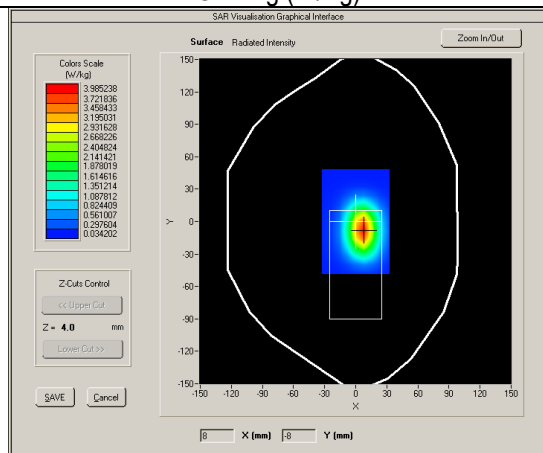 SAR Visualisation Graphical Interface
Surface Radiated Intensity
Zoom In/Out
Colors Scale
(W/kg)
3.985238
3.721836
3.458433
3.195031
2.931628
2.668226
2.404824
2.141421
1.878019
1.614616
1.351214
1.087812
0.824409
0.561007
0.297604
0.034202
Z-Cuts Control
<< Upper Cut
Z = 4.0 mm
Lower Cut >>
SAVE Cancel
150
120
90
60
30
0
-30
-60
-90
-120
-150
Y
-150 -120 -90 -60 -30 0 30 60 90 120 150
X
8 X (mm) -8 Y (mm)